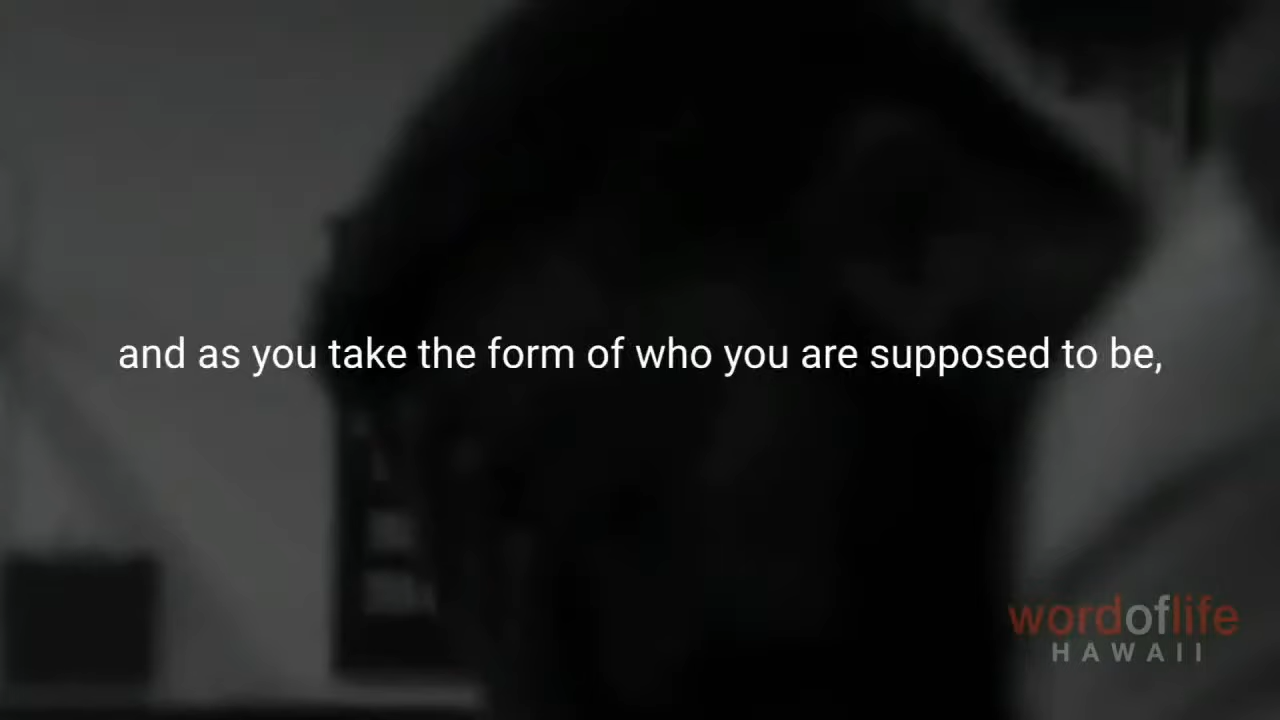 and as you take the form of who you are supposed to be,
wordoflife
HAWAII